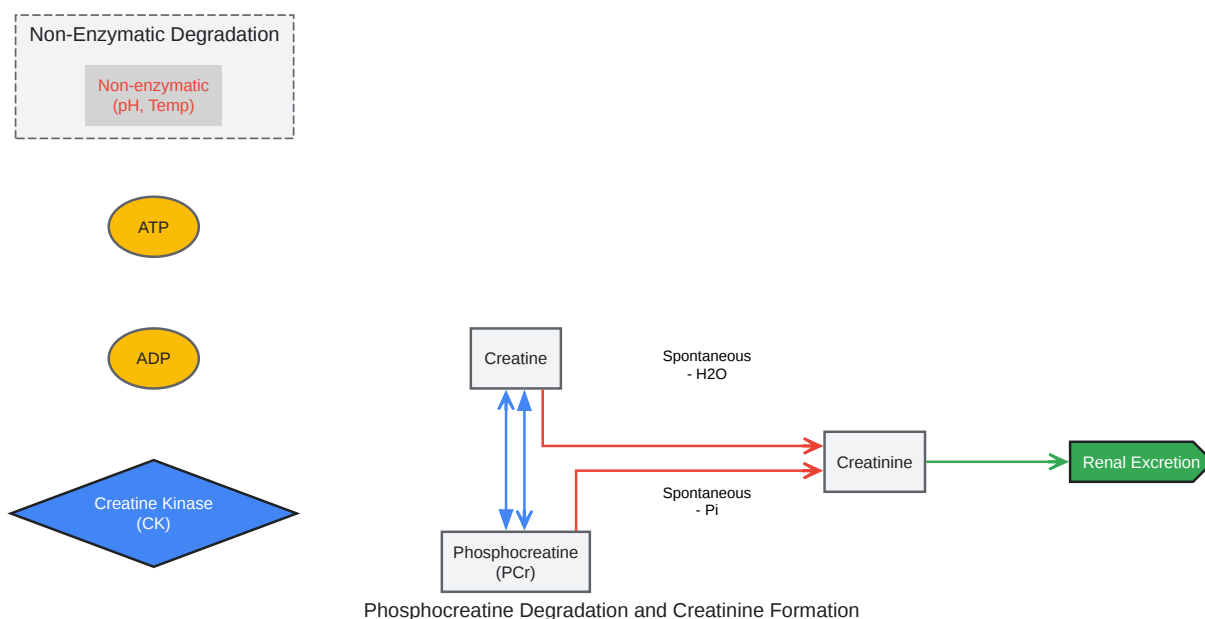 Non-Enzymatic Degradation
Non-enzymatic
(pH, Temp)
ATP
ADP
Creatine Kinase
(CK)
Creatine
Spontaneous
- H2O
Creatinine
Renal Excretion
Spontaneous
- Pi
Phosphocreatine
(PCr)
Phosphocreatine Degradation and Creatinine Formation